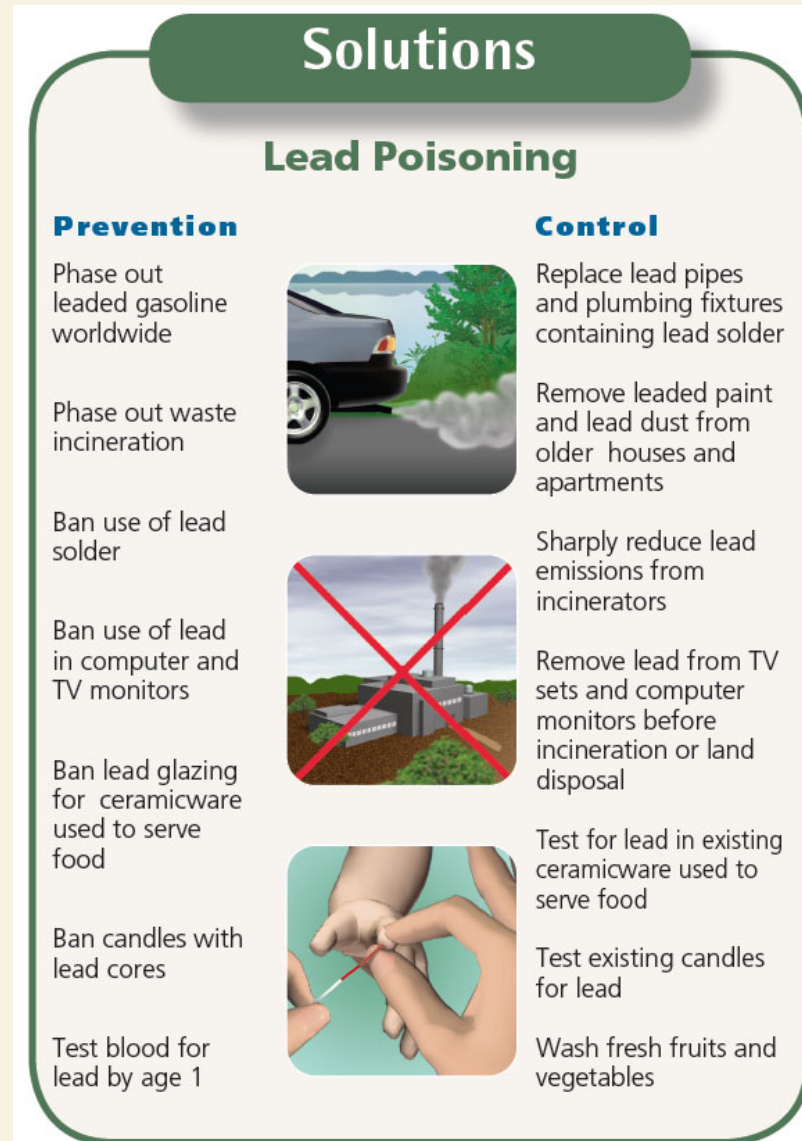 Solutions
Lead Poisoning
Prevention
Phase out
leaded gasoline
worldwide
Phase out waste
incineration
Ban use of lead
solder
Ban use of lead
in computer and
TV monitors
Ban lead glazing
for ceramicware
used to serve
food
Ban candles with
lead cores
Test blood for
lead by age 1
Control
Replace lead pipes
and plumbing fixtures
containing lead solder
Remove leaded paint
and lead dust from
older houses and
apartments
Sharply reduce lead
emissions from
incinerators
Remove lead from TV
sets and computer
monitors before
incineration or land
disposal
Test for lead in existing
ceramicware used to
serve food
Test existing candles
for lead
Wash fresh fruits and
vegetables